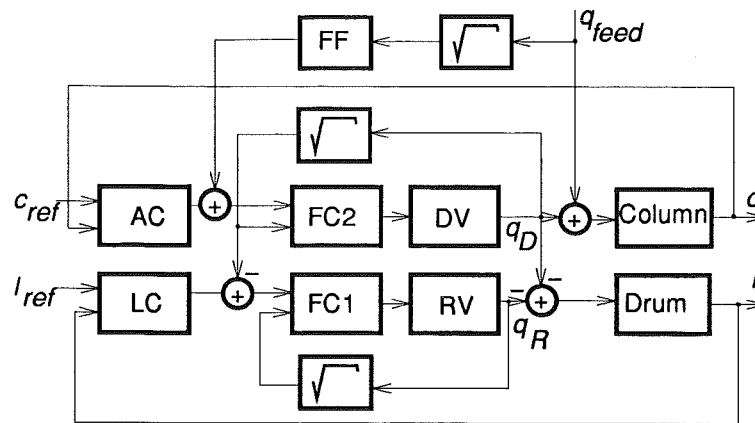 q_feed
FF √
√
c_ref AC + FC2 DV q_D + Column c
l_ref LC − + FC1 RV − q_R − + Drum
√